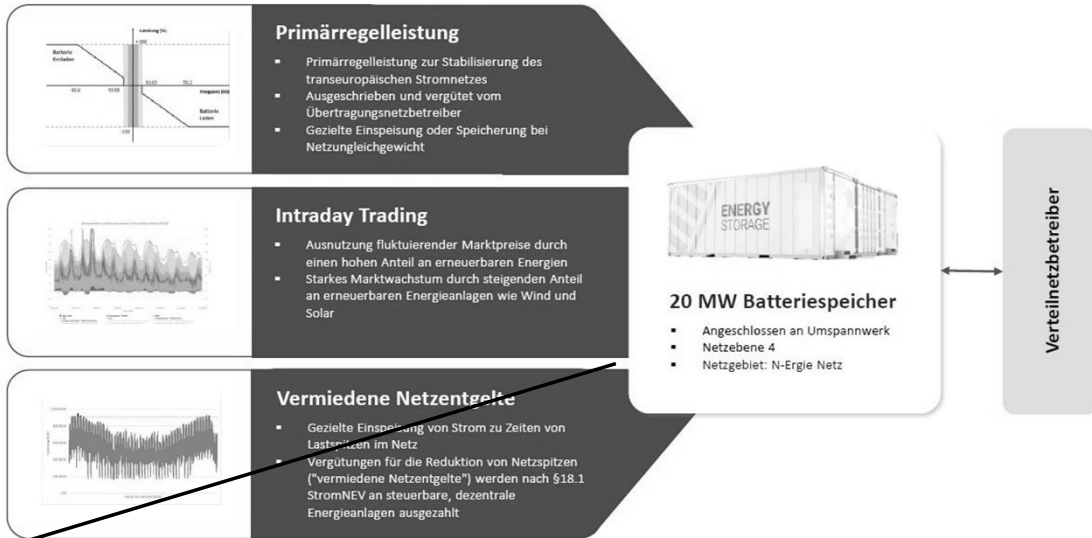 Leistung (%)
Batterie
Entladen
Frequenz (Hz)
Batterie
Laden
-100
Primärregelleistung
▪ Primärregelleistung zur Stabilisierung des
transeuropäischen Stromnetzes
▪ Ausgeschrieben und vergütet vom
Übertragungsnetzbetreiber
▪ Gezielte Einspeisung oder Speicherung bei
Netzungleichgewicht
Intraday Trading
▪ Ausnutzung fluktuierender Marktpreise durch
einen hohen Anteil an erneuerbaren Energien
▪ Starkes Marktwachstum durch steigenden Anteil
an erneuerbaren Energieanlagen wie Wind und
Solar
Vermiedene Netzentgelte
▪ Gezielte Einspeisung von Strom zu Zeiten von
Lastspitzen im Netz
▪ Vergütungen für die Reduktion von Netzspitzen
("vermiedene Netzentgelte") werden nach §18.1
StromNEV an steuerbare, dezentrale
Energieanlagen ausgezahlt
ENERGY
STORAGE
20 MW Batteriespeicher
▪ Angeschlossen an Umspannwerk
▪ Netzebene 4
▪ Netzgebiet: N-Ergie Netz
Verteilnetzbetreiber